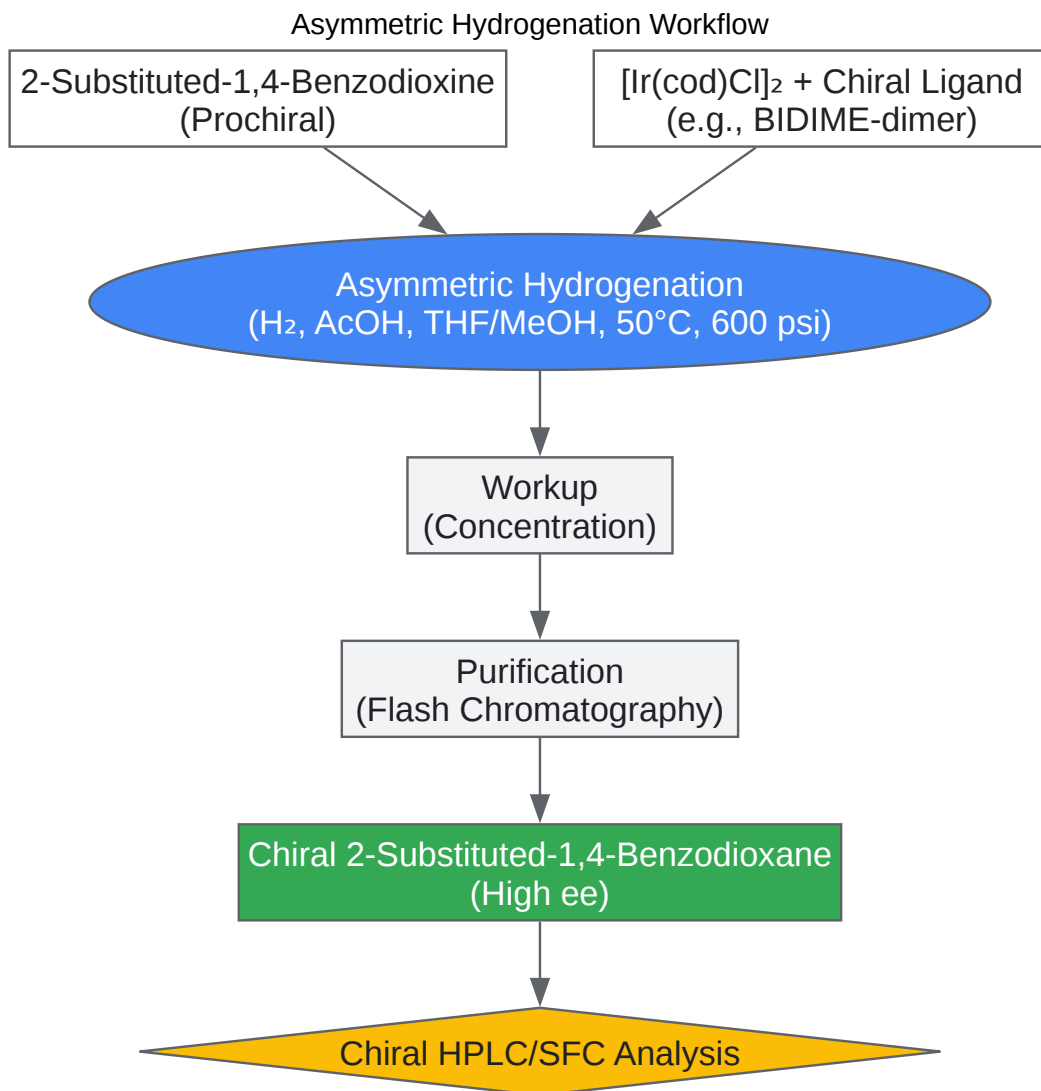 Asymmetric Hydrogenation Workflow
2-Substituted-1,4-Benzodioxine
(Prochiral)
[Ir(cod)Cl]₂ + Chiral Ligand
(e.g., BIDIME-dimer)
Asymmetric Hydrogenation
(H₂, AcOH, THF/MeOH, 50°C, 600 psi)
Workup
(Concentration)
Purification
(Flash Chromatography)
Chiral 2-Substituted-1,4-Benzodioxane
(High ee)
Chiral HPLC/SFC Analysis